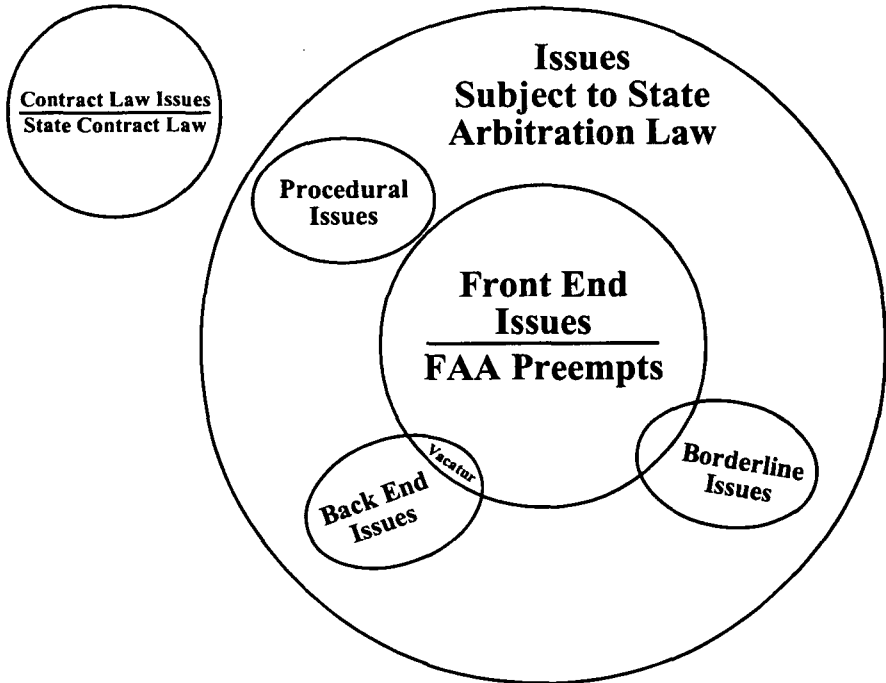 Contract Law Issues
State Contract Law
Issues
Subject to State
Arbitration Law
Procedural
Issues
Front End
Issues
FAA Preempts
Vacatur
Back End
Issues
Borderline
Issues